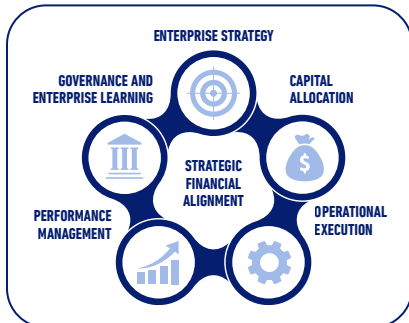 ENTERPRISE STRATEGY
GOVERNANCE AND
ENTERPRISE LEARNING
CAPITAL
ALLOCATION
$
STRATEGIC
FINANCIAL
ALIGNMENT
PERFORMANCE
MANAGEMENT
OPERATIONAL
EXECUTION